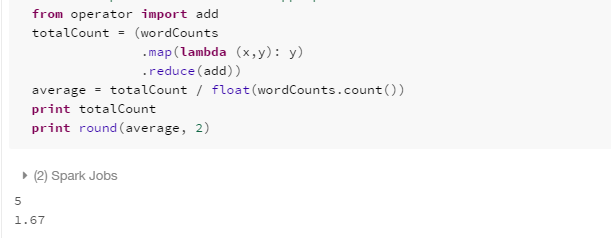 from operator import add
totalCount = (wordCounts
.map(lambda (x,y): y)
.reduce(add))
average = totalCount / float(wordCounts.count())
print totalCount
print round(average, 2)
(2) Spark Jobs
5
1.67